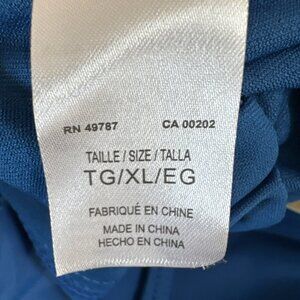 RN 49787 CA 00202
TAILLE / SIZE / TALLA
TG/XL/EG
FABRIQUÉ EN CHINE
MADE IN CHINA
HECHO EN CHINA